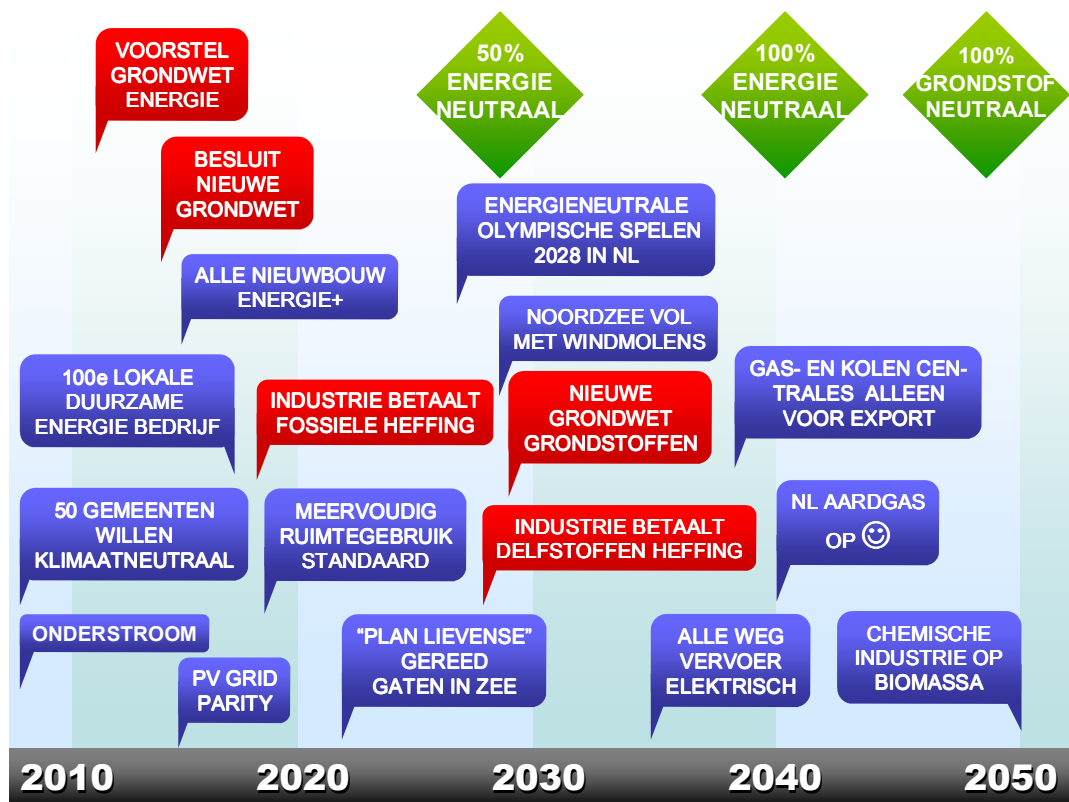 VOORSTEL
GRONDWET
ENERGIE
50%
ENERGIE
NEUTRAAL
100%
ENERGIE
NEUTRAAL
100%
GRONDSTOF
NEUTRAAL
BESLUIT
NIEUWE
GRONDWET
ENERGIENEUTRALE
OLYMPISCHE SPELEN
2028 IN NL
ALLE NIEUWBOUW
ENERGIE+
NOORDZEE VOL
MET WINDMOLENS
100e LOKALE
DUURZAME
ENERGIE BEDRIJF
INDUSTRIE BETAALT
FOSSIELE HEFFING
NIEUWE
GRONDWET
GRONDSTOFFEN
GAS- EN KOLEN CEN-
TRALES ALLEEN
VOOR EXPORT
50 GEMEENTEN
WILLEN
KLIMAATNEUTRAAL
MEERVOUDIG
RUIMTEGEBRUIK
STANDAARD
INDUSTRIE BETAALT
DELFSTOFFEN HEFFING
NL AARDGAS
OP ☺
ONDERSTROOM
PV GRID
PARITY
“PLAN LIEVENSE”
GEREED
GATEN IN ZEE
ALLE WEG
VERVOER
ELEKTRISCH
CHEMISCHE
INDUSTRIE OP
BIOMASSA
2010 2020 2030 2040 2050